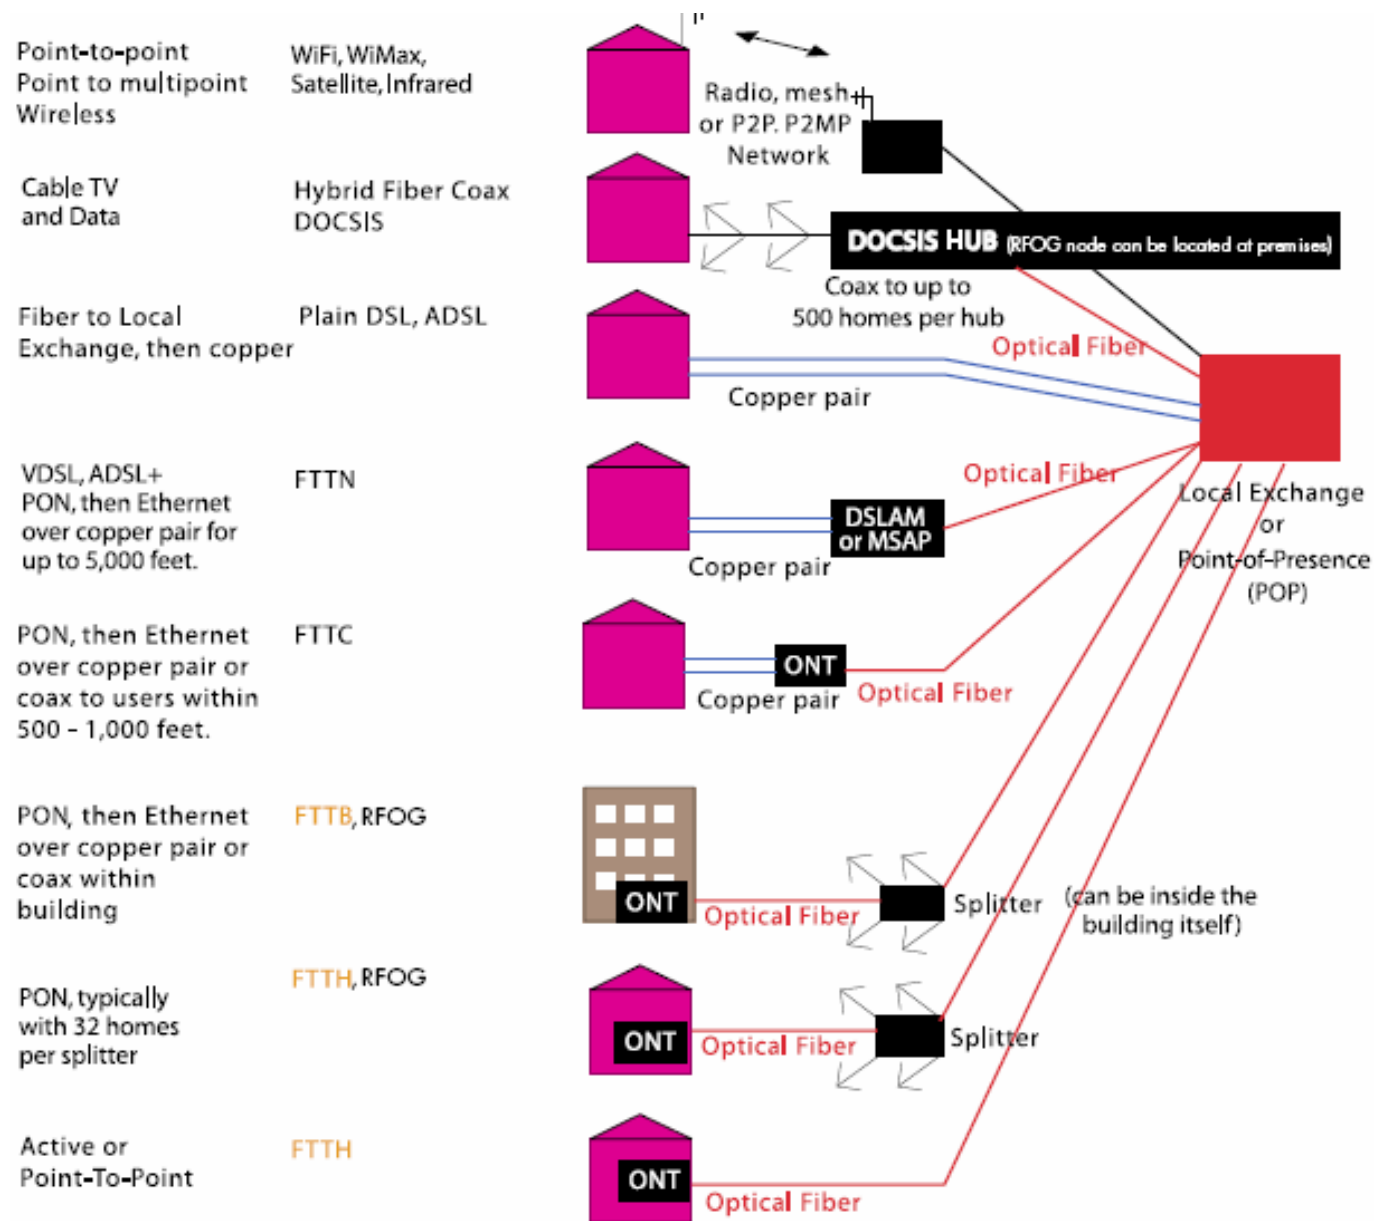 Point-to-point
Point to multipoint
Wireless
WiFi, WiMax,
Satellite, Infrared
Radio, mesh
or P2P. P2MP
Network
Cable TV
and Data
Hybrid Fiber Coax
DOCSIS
DOCSIS HUB (RFOG node can be located at premises)
Coax to up to
500 homes per hub
Optical Fiber
Fiber to Local
Exchange, then copper
Plain DSL, ADSL
Copper pair
VDSL, ADSL+
PON, then Ethernet
over copper pair for
up to 5,000 feet.
FTTN
DSLAM
or MSAP
Copper pair
Optical Fiber
Local Exchange
or
Point-of-Presence
(POP)
PON, then Ethernet
over copper pair or
coax to users within
500 – 1,000 feet.
FTTC
ONT
Copper pair
Optical Fiber
PON, then Ethernet
over copper pair or
coax within
building
FTTB, RFOG
ONT
Optical Fiber
Splitter
(can be inside the
building itself)
PON, typically
with 32 homes
per splitter
FTTH, RFOG
ONT
Optical Fiber
Splitter
Active or
Point-To-Point
FTTH
ONT
Optical Fiber